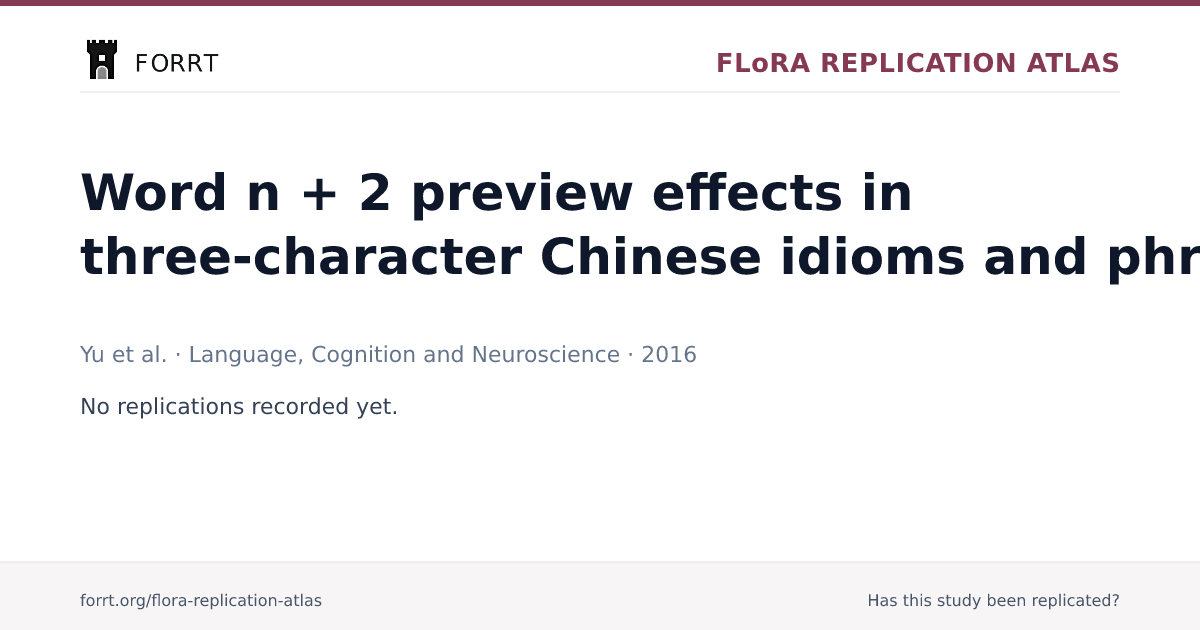 FORRT
FLoRA REPLICATION ATLAS
Word n + 2 preview effects in
three-character Chinese idioms and phr
Yu et al. · Language, Cognition and Neuroscience · 2016
No replications recorded yet.
forrt.org/flora-replication-atlas
Has this study been replicated?